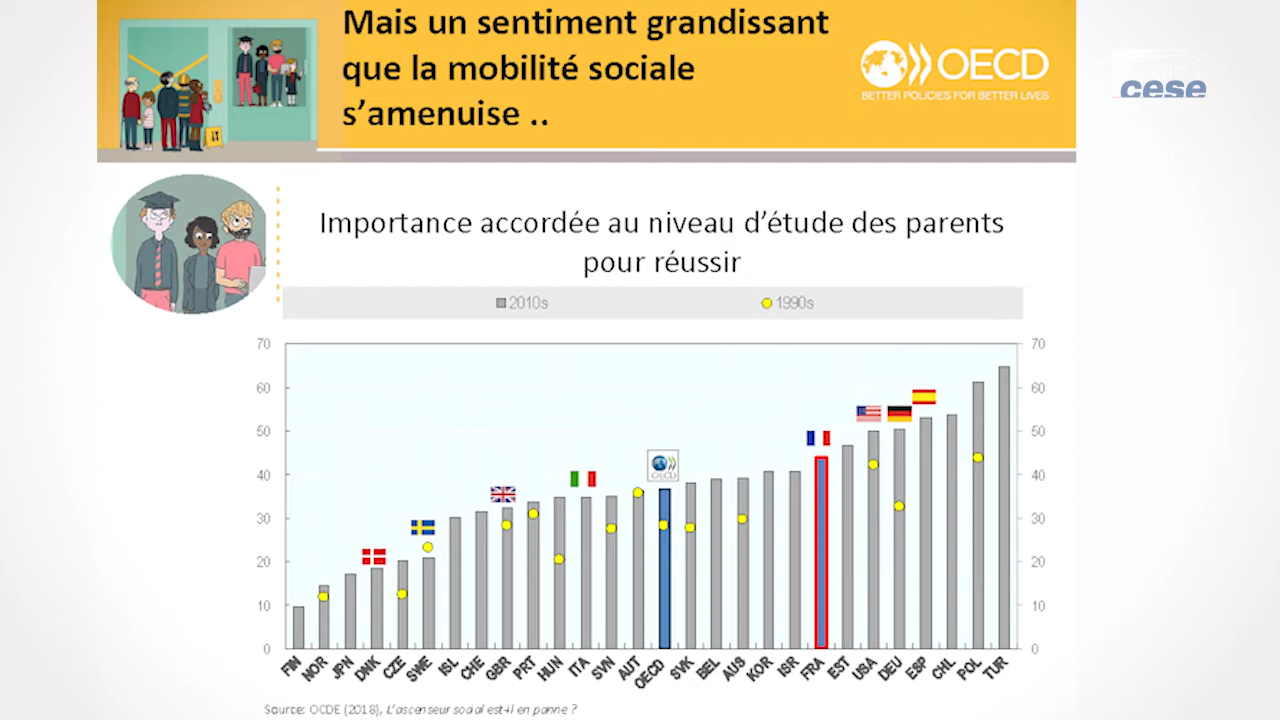 Mais un sentiment grandissant
que la mobilité sociale
s'amenuise ..
OECD
BETTER POLICIES FOR BETTER LIVES
cese
Importance accordée au niveau d'étude des parents
pour réussir
2010s 1990s
70 70
60 60
50 50
40 40
30 30
20 20
10 10
0 0
OECD
FIN NOR JPN DNK CZE SWE ISL CHE GBR PRT HUN ITA SVN AUT OECD SVK BEL AUS KOR ISR FRA EST USA DEU ESP CHL POL TUR
Source: OCDE (2018), L'ascenseur social est-il en panne ?